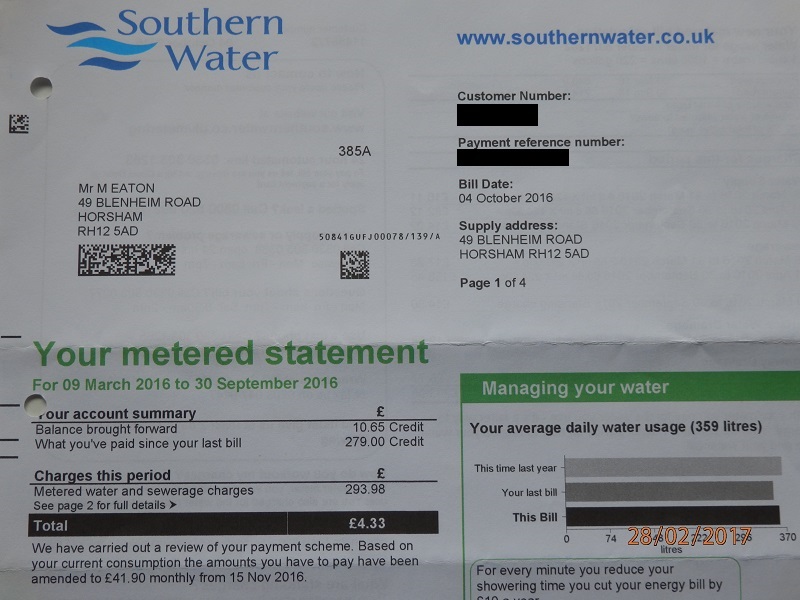 Southern
Water
www.southernwater.co.uk
Customer Number:
Payment reference number:
385A
Mr M EATON
49 BLENHEIM ROAD
HORSHAM
RH12 5AD
50841GUFJ00078/139/A
Bill Date:
04 October 2016
Supply address:
49 BLENHEIM ROAD
HORSHAM RH12 5AD
Page 1 of 4
Your metered statement
For 09 March 2016 to 30 September 2016
Your account summary £
Balance brought forward 10.65 Credit
What you've paid since your last bill 279.00 Credit
Charges this period £
Metered water and sewerage charges 293.98
See page 2 for full details ➤
Total £4.33
We have carried out a review of your payment scheme. Based on
your current consumption the amounts you have to pay have been
amended to £41.90 monthly from 15 Nov 2016.
Managing your water
Your average daily water usage (359 litres)
This time last year
Your last bill
This Bill
0 74 370
litres
28/02/2017
For every minute you reduce your
showering time you cut your energy bill by
£10 a year